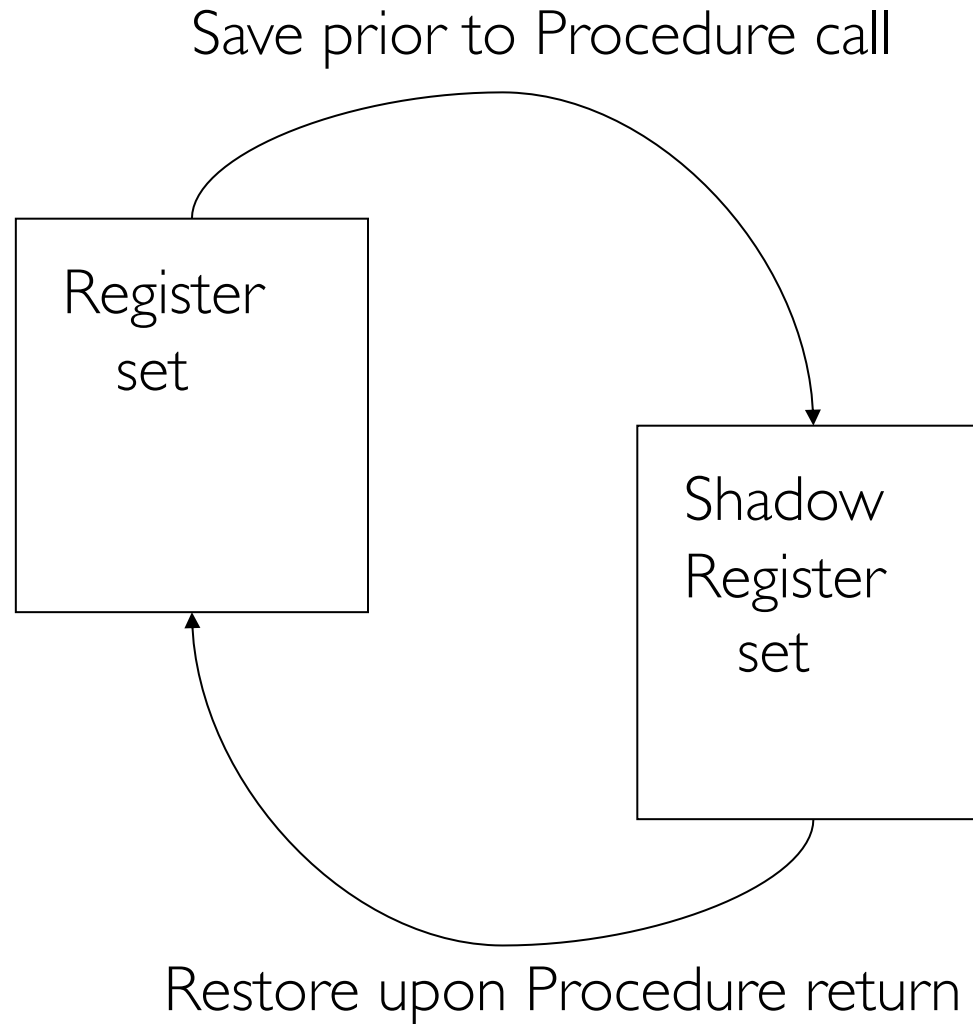 Save prior to Procedure call
Register
set
Shadow
Register
set
Restore upon Procedure return